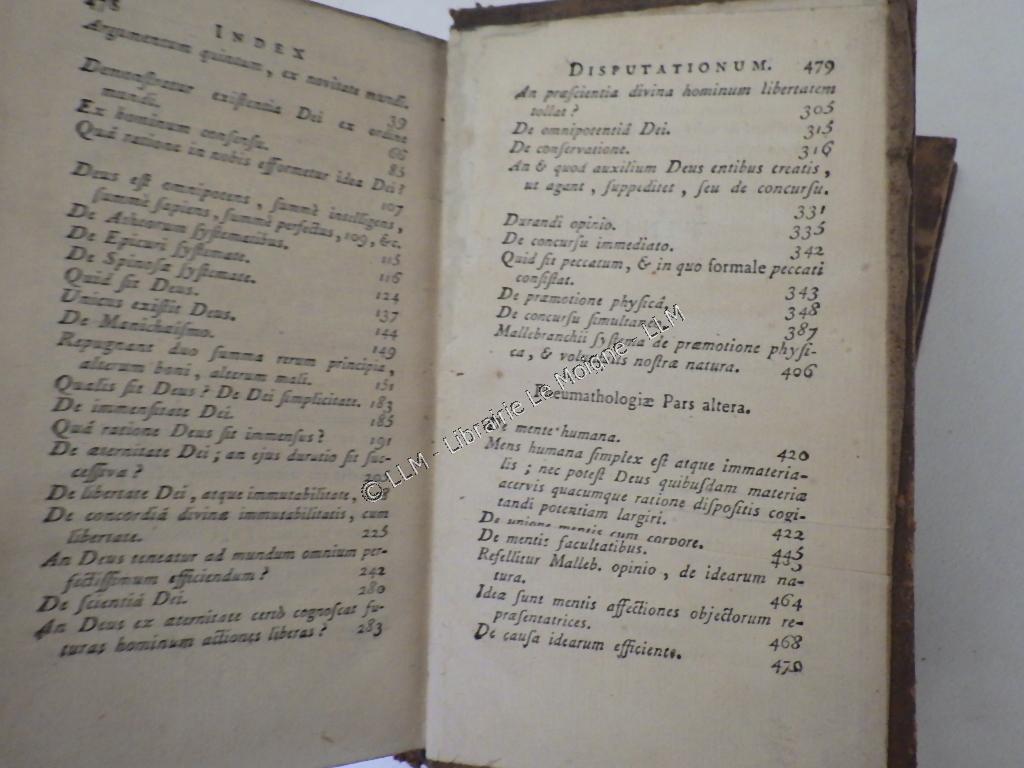 478 INDEX
Argumentum quintum, ex novitate mundi.
39
Demonstratur existentia Dei ex ordine
mundi. 66
Ex hominum consensu. 85
Quâ ratione in nobis efformetur idea Dei?
107
Deus est omnipotens, summè intelligens,
summè sapiens, summè perfectus, 109, &c.
De Atheorum systematibus. 115
De Epicuri systemate. 116
De Spinosæ systemate. 124
Quid sit Deus. 137
Unicus existit Deus. 144
De Manichaismo. 149
Repugnant duo summa rerum principia,
alterum boni, alterum mali. 151
Qualis sit Deus? De Dei simplicitate. 183
De immensitate Dei. 185
Quâ ratione Deus sit immensus? 191
De æternitate Dei; an ejus duratio sit suc-
cessiva?
De libertate Dei, atque immutabilitate,
De concordiâ divinæ immutabilitatis, cum
libertate. 225
An Deus teneatur ad mundum omnium per-
fectissimum efficiendum? 242
De scientiâ Dei. 280
An Deus ex æternitate certò cognoscat fu-
turas hominum actiones liberas? 283
DISPUTATIONUM. 479
An præscientia divina hominum libertatem
tollat? 305
De omnipotentiâ Dei. 315
De conservatione. 316
An & quod auxilium Deus entibus creatis,
ut agant, suppeditet, seu de concursu.
331
Durandi opinio. 335
De concursu immediato. 342
Quid sit peccatum, & in quo formale peccati
consistat. 343
De præmotione physicâ. 348
De concursu simultaneo. 387
Mallebranchii systema de præmotione physi-
ca, & voluntatis nostræ natura. 406
Pneumathologiæ Pars altera.
De mente humana. 420
Mens humana simplex est atque immateria-
lis; nec potest Deus quibusdam materiæ
acervis quacumque ratione dispositis cogi-
tandi potentiam largiri. 422
De unione mentis cum corpore. 445
De mentis facultatibus.
Refellitur Malleb. opinio, de idearum na-
tura. 464
Ideæ sunt mentis affectiones objectorum re-
præsentatrices. 468
De causa idearum efficiente. 470
© LLM - Librairie Le Moigne - LLM